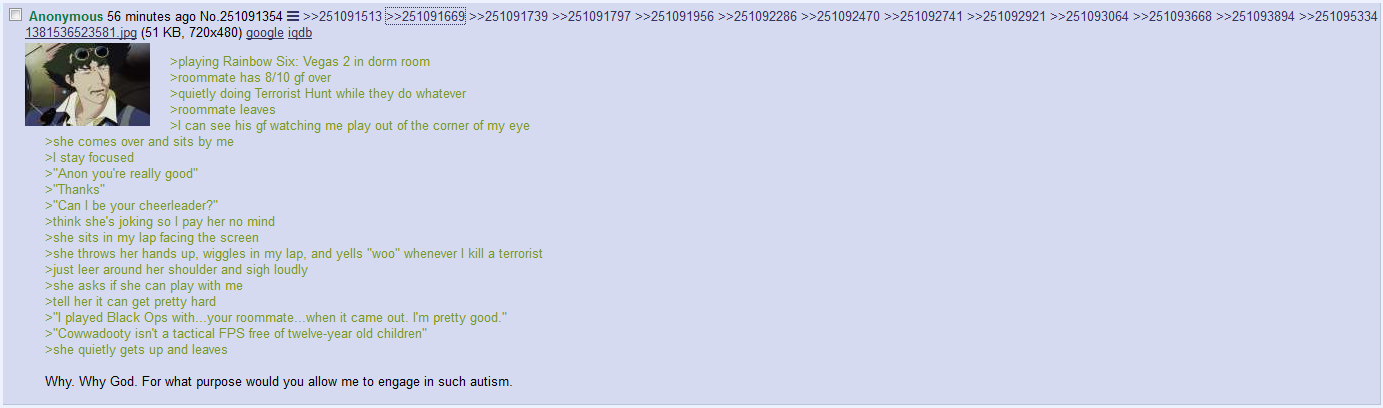 Anonymous 56 minutes ago No.251091354 >>251091513 >>251091669 >>251091739 >>251091797 >>251091956 >>251092286 >>251092470 >>251092741 >>251092921 >>251093064 >>251093668 >>251093894 >>251095334
1381536523581.jpg (51 KB, 720x480) google iqdb
>playing Rainbow Six: Vegas 2 in dorm room
>roommate has 8/10 gf over
>quietly doing Terrorist Hunt while they do whatever
>roommate leaves
>I can see his gf watching me play out of the corner of my eye
>she comes over and sits by me
>I stay focused
>"Anon you're really good"
>"Thanks"
>"Can I be your cheerleader?"
>think she's joking so I pay her no mind
>she sits in my lap facing the screen
>she throws her hands up, wiggles in my lap, and yells "woo" whenever I kill a terrorist
>just leer around her shoulder and sigh loudly
>she asks if she can play with me
>tell her it can get pretty hard
>"I played Black Ops with...your roommate...when it came out. I'm pretty good."
>"Cowwadooty isn't a tactical FPS free of twelve-year old children"
>she quietly gets up and leaves
Why. Why God. For what purpose would you allow me to engage in such autism.